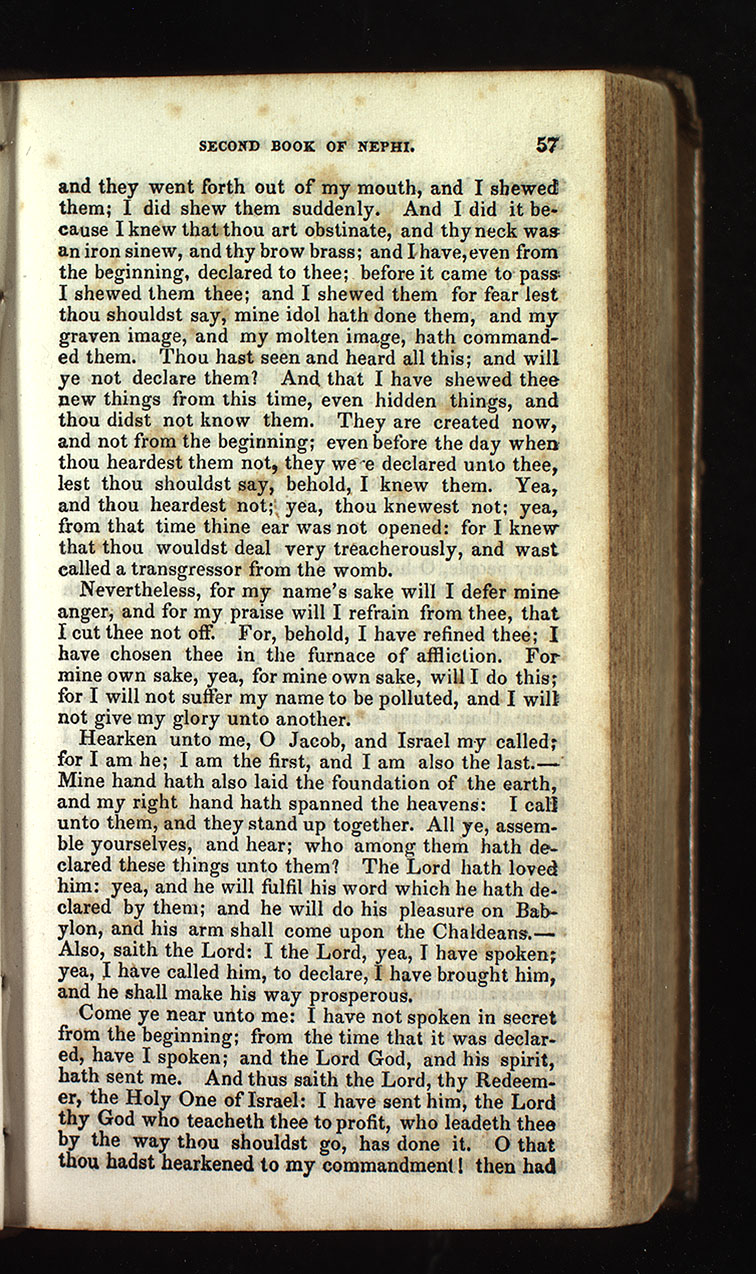 SECOND BOOK OF NEPHI. 57
and they went forth out of my mouth, and I shewed
them; I did shew them suddenly. And I did it be-
cause I knew that thou art obstinate, and thy neck was
an iron sinew, and thy brow brass; and I have, even from
the beginning, declared to thee; before it came to pass
I shewed them thee; and I shewed them for fear lest
thou shouldst say, mine idol hath done them, and my
graven image, and my molten image, hath command-
ed them. Thou hast seen and heard all this; and will
ye not declare them? And that I have shewed thee
new things from this time, even hidden things, and
thou didst not know them. They are created now,
and not from the beginning; even before the day when
thou heardest them not, they we e declared unto thee,
lest thou shouldst say, behold, I knew them. Yea,
and thou heardest not; yea, thou knewest not; yea,
from that time thine ear was not opened: for I knew
that thou wouldst deal very treacherously, and wast
called a transgressor from the womb.
Nevertheless, for my name's sake will I defer mine
anger, and for my praise will I refrain from thee, that
I cut thee not off. For, behold, I have refined thee; I
have chosen thee in the furnace of affliction. For
mine own sake, yea, for mine own sake, will I do this;
for I will not suffer my name to be polluted, and I will
not give my glory unto another.
Hearken unto me, O Jacob, and Israel my called;
for I am he; I am the first, and I am also the last.—
Mine hand hath also laid the foundation of the earth,
and my right hand hath spanned the heavens: I call
unto them, and they stand up together. All ye, assem-
ble yourselves, and hear; who among them hath de-
clared these things unto them? The Lord hath loved
him: yea, and he will fulfil his word which he hath de-
clared by them; and he will do his pleasure on Bab-
ylon, and his arm shall come upon the Chaldeans.—
Also, saith the Lord: I the Lord, yea, I have spoken;
yea, I have called him, to declare, I have brought him,
and he shall make his way prosperous.
Come ye near unto me: I have not spoken in secret
from the beginning; from the time that it was declar-
ed, have I spoken; and the Lord God, and his spirit,
hath sent me. And thus saith the Lord, thy Redeem-
er, the Holy One of Israel: I have sent him, the Lord
thy God who teacheth thee to profit, who leadeth thee
by the way thou shouldst go, has done it. O that
thou hadst hearkened to my commandment! then had